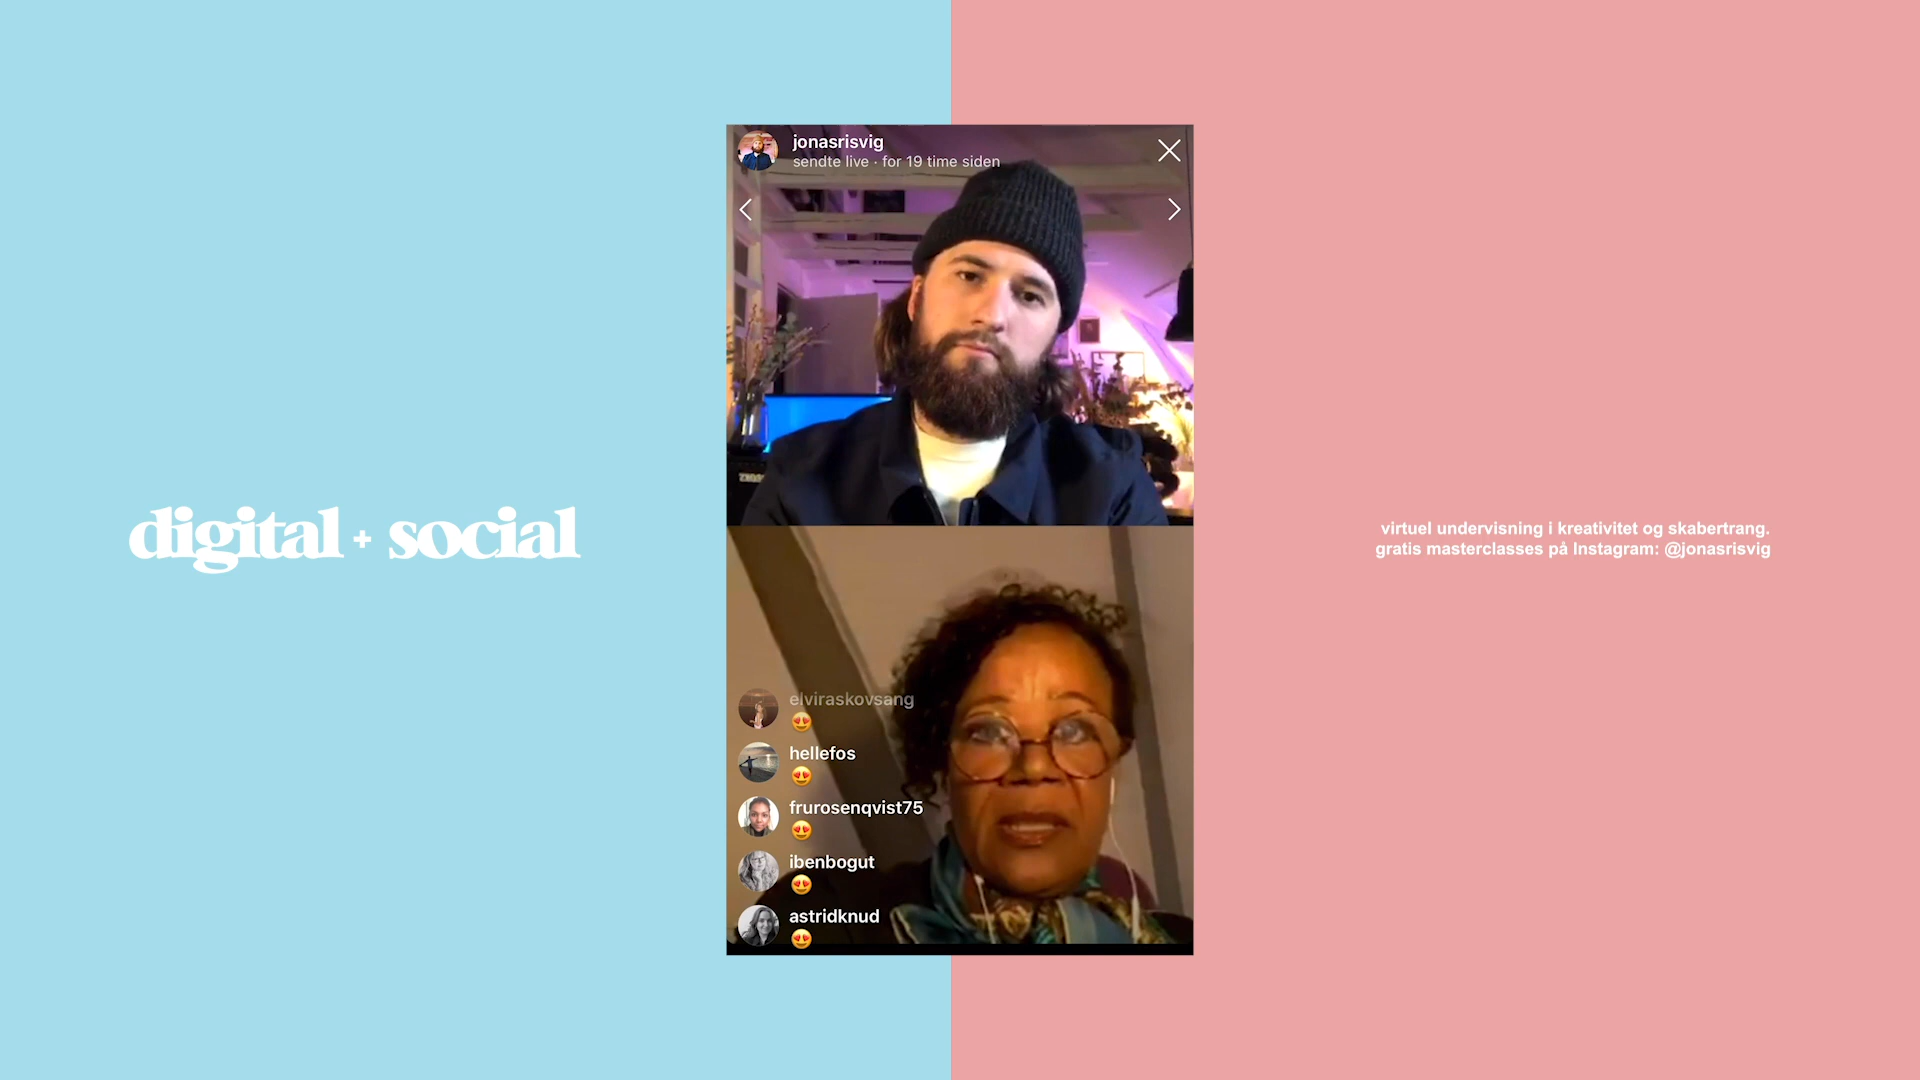 digital + social
jonasrisvig
sendte live · for 19 time siden
elviraskovsang
😍
hellefos
😍
frurosenqvist75
😍
ibenbogut
😍
astridknud
😍
virtuel undervisning i kreativitet og skabertrang.
gratis masterclasses på Instagram: @jonasrisvig